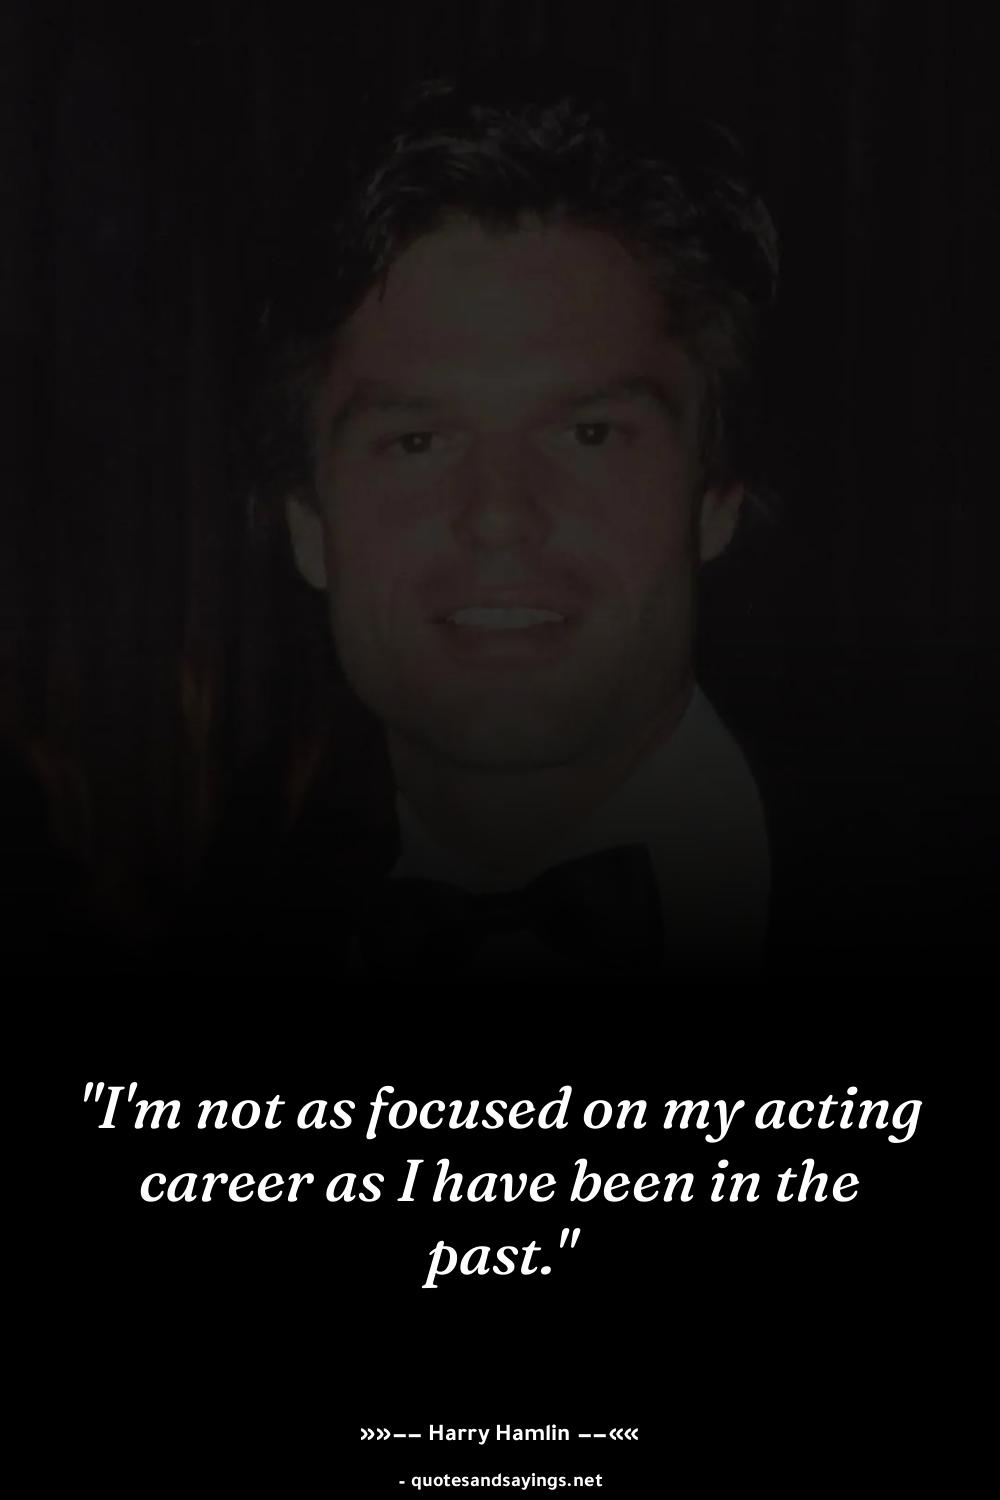 "I'm not as focused on my acting
career as I have been in the
past."
»»–– Harry Hamlin ––««
- quotesandsayings.net